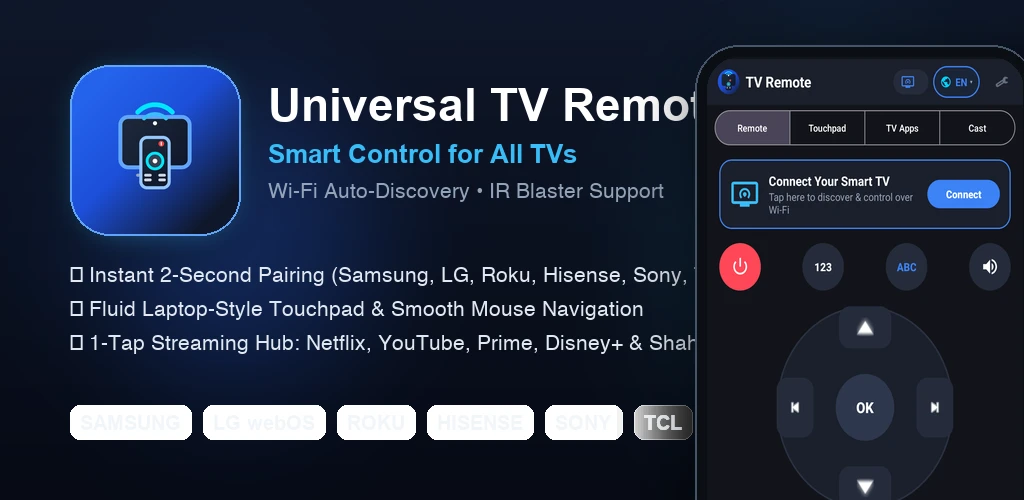 Universal TV Remot
Smart Control for All TVs
Wi-Fi Auto-Discovery • IR Blaster Support
Instant 2-Second Pairing (Samsung, LG, Roku, Hisense, Sony,
Fluid Laptop-Style Touchpad & Smooth Mouse Navigation
1-Tap Streaming Hub: Netflix, YouTube, Prime, Disney+ & Shah
SAMSUNG
LG webOS
ROKU
HISENSE
SONY
TCL
TV Remote
EN
Remote
Touchpad
TV Apps
Cast
Connect Your Smart TV
Tap here to discover & control over
Wi-Fi
Connect
123
ABC
OK